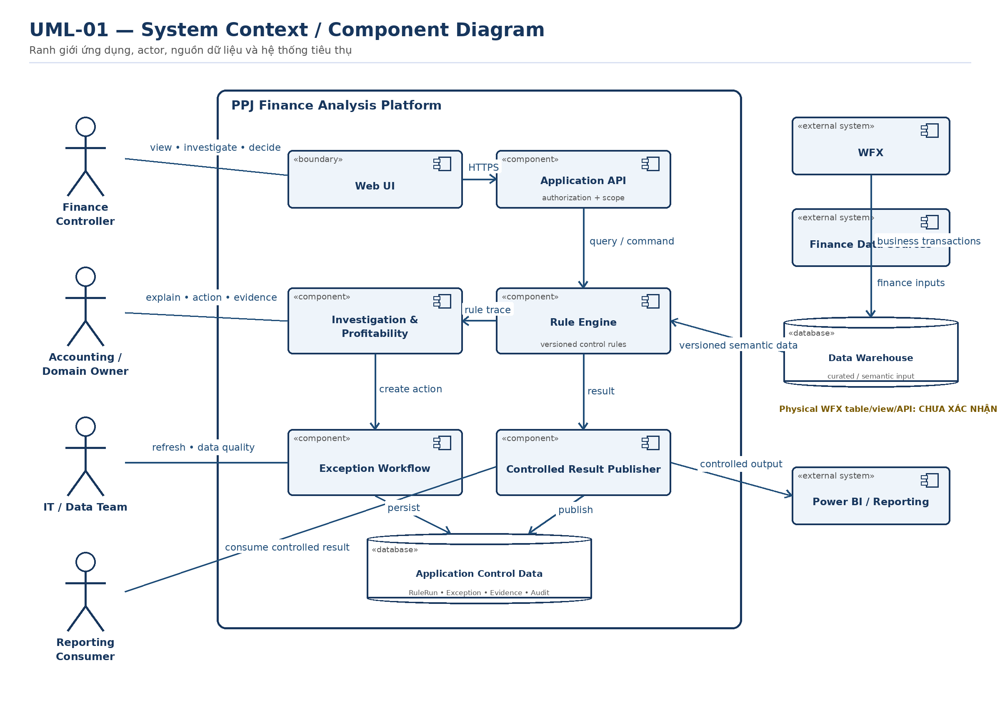 UML-01 — System Context / Component Diagram
Ranh giới ứng dụng, actor, nguồn dữ liệu và hệ thống tiêu thụ
PPJ Finance Analysis Platform
Finance
Controller
view • investigate • decide
«boundary»
Web UI
HTTPS
«component»
Application API
authorization + scope
«external system»
WFX
query / command
«external system»
Finance Data
business transactions
finance inputs
Accounting /
Domain Owner
explain • action • evidence
«component»
Investigation &
Profitability
rule trace
«component»
Rule Engine
versioned control rules
versioned semantic data
«database»
Data Warehouse
curated / semantic input
Physical WFX table/view/API: CHƯA XÁC NHẬN
create action
result
IT / Data Team
refresh • data quality
«component»
Exception Workflow
«component»
Controlled Result Publisher
controlled output
«external system»
Power BI / Reporting
persist
publish
consume controlled result
«database»
Application Control Data
RuleRun • Exception • Evidence • Audit
Reporting
Consumer